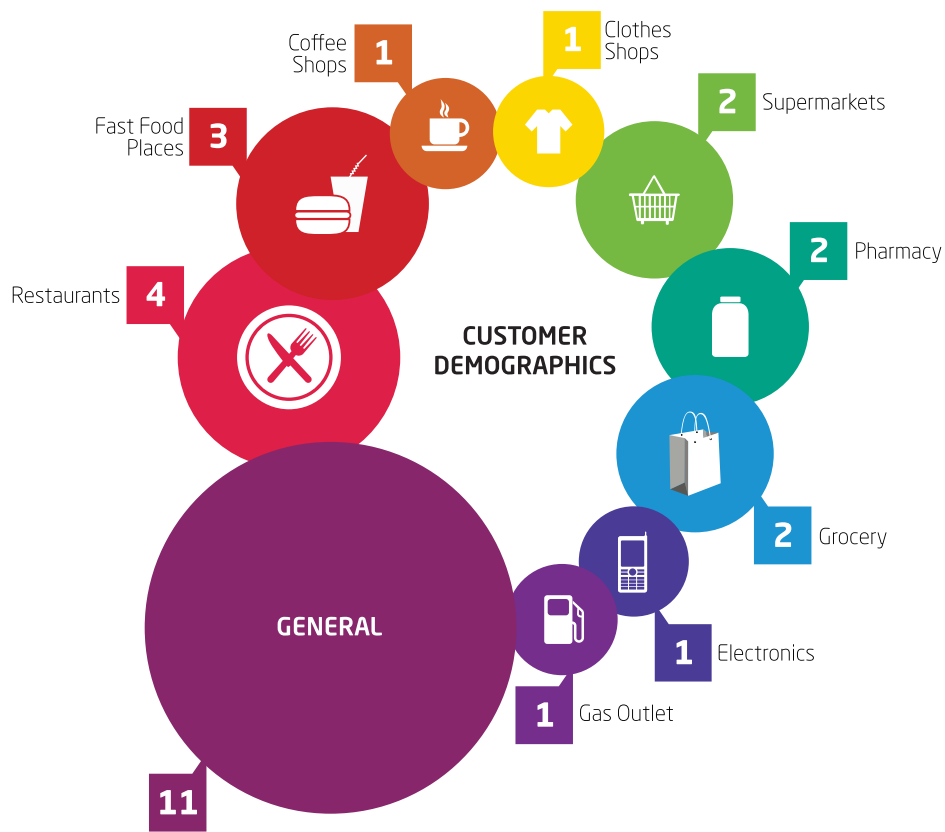 Coffee
Shops
1
1
Clothes
Shops
2
Supermarkets
Fast Food
Places
3
2
Pharmacy
Restaurants
4
CUSTOMER
DEMOGRAPHICS
2
Grocery
GENERAL
1
Electronics
1
Gas Outlet
11